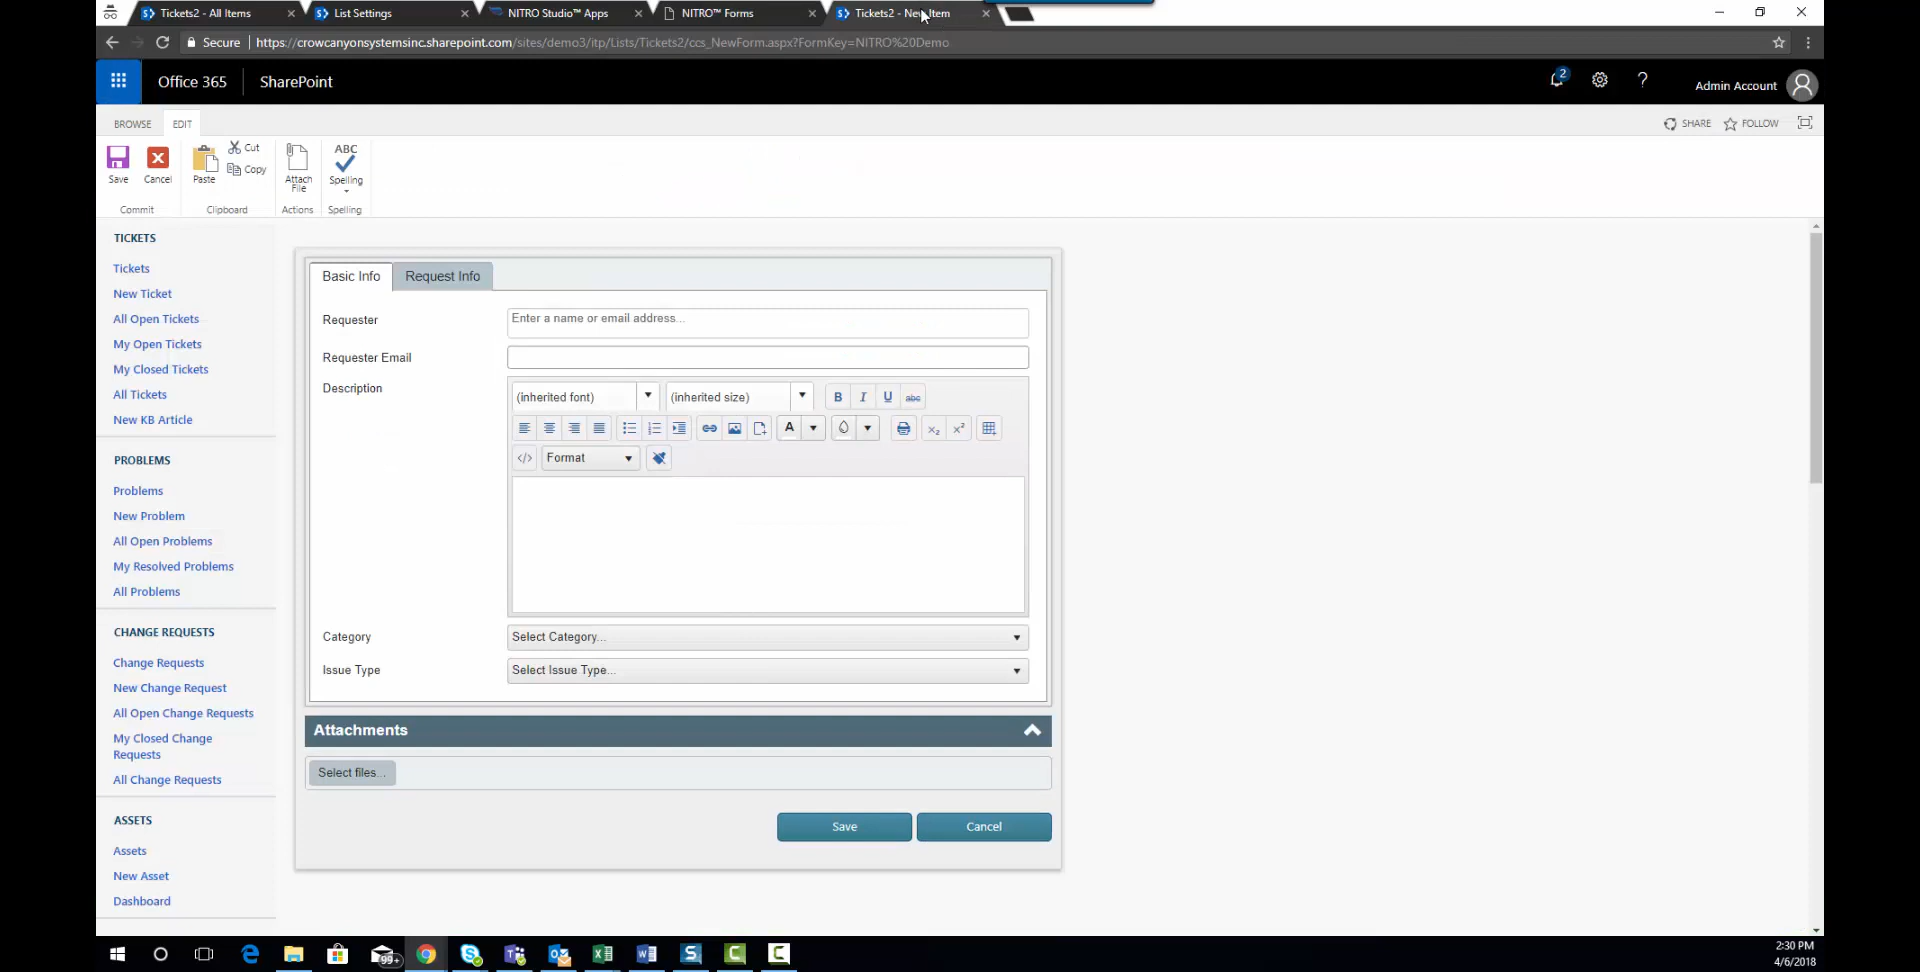 Tickets2 - All Items
List Settings
NITRO Studio™ Apps
NITRO™ Forms
Tickets2 - New Item
Secure
https://crowcanyonsystemsinc.sharepoint.com/sites/demo3/itp/Lists/Tickets2/ccs_NewForm.aspx?FormKey=NITRO%20Demo
Office 365
SharePoint
2
Admin Account
BROWSE
EDIT
SHARE
FOLLOW
Save
Cancel
Paste
Cut
Copy
Attach
File
ABC
Spelling
Commit
Clipboard
Actions
Spelling
TICKETS
Tickets
New Ticket
All Open Tickets
My Open Tickets
My Closed Tickets
All Tickets
New KB Article
PROBLEMS
Problems
New Problem
All Open Problems
My Resolved Problems
All Problems
CHANGE REQUESTS
Change Requests
New Change Request
All Open Change Requests
My Closed Change
Requests
All Change Requests
ASSETS
Assets
New Asset
Dashboard
Basic Info
Request Info
Requester
Enter a name or email address...
Requester Email
Description
(inherited font)
(inherited size)
B
I
U
abc
A
x₂
x²
</>
Format
Category
Select Category...
Issue Type
Select Issue Type...
Attachments
Select files...
Save
Cancel
99+
2:30 PM
4/6/2018